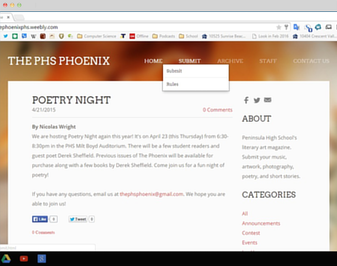 phoenixphs.weebly.com
Computer Science
Offline
Podcasts
School
THE PHS PHOENIX
HOME
SUBMIT
ARCHIVE
STAFF
CONTACT US
Submit
Rules
POETRY NIGHT
4/21/2015
0 Comments
By Nicolas Wright
We are hosting Poetry Night again this year! It's on April 23 (this Thursday) from 6:30-
8:30pm in the PHS Milt Boyd Auditorium. There will be a few student readers and
guest poet Derek Sheffield. Previous issues of The Phoenix will be available for
purchase along with a few books by Derek Sheffield. Come join us for a fun night of
poetry!
If you have any questions, email us at thephsphoenix@gmail.com. We hope you are
able to join us!
Like
0
Tweet
0
0 Comments
ABOUT
Peninsula High School's
literary art magazine.
Submit your music,
artwork, photography,
poetry, and short stories.
CATEGORIES
All
Announcements
Contest
Events